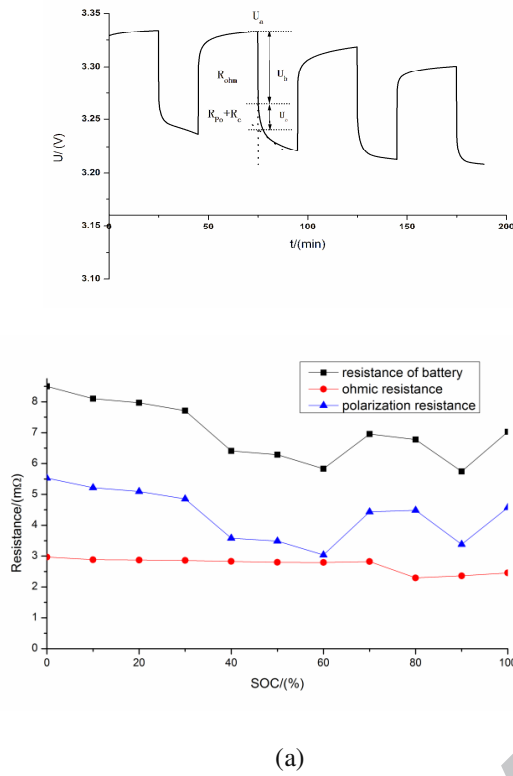 U_a
3.35
3.30
R_ohm
U_b
3.25
R_Po+R_c
U_c
U/ (V)
3.20
3.15
0
50
100
150
200
t/(min)
3.10
resistance of battery
ohmic resistance
polarization resistance
8
7
6
5
4
3
2
1
0
Resistance/(mΩ)
0
20
40
60
80
100
SOC/(%)
(a)